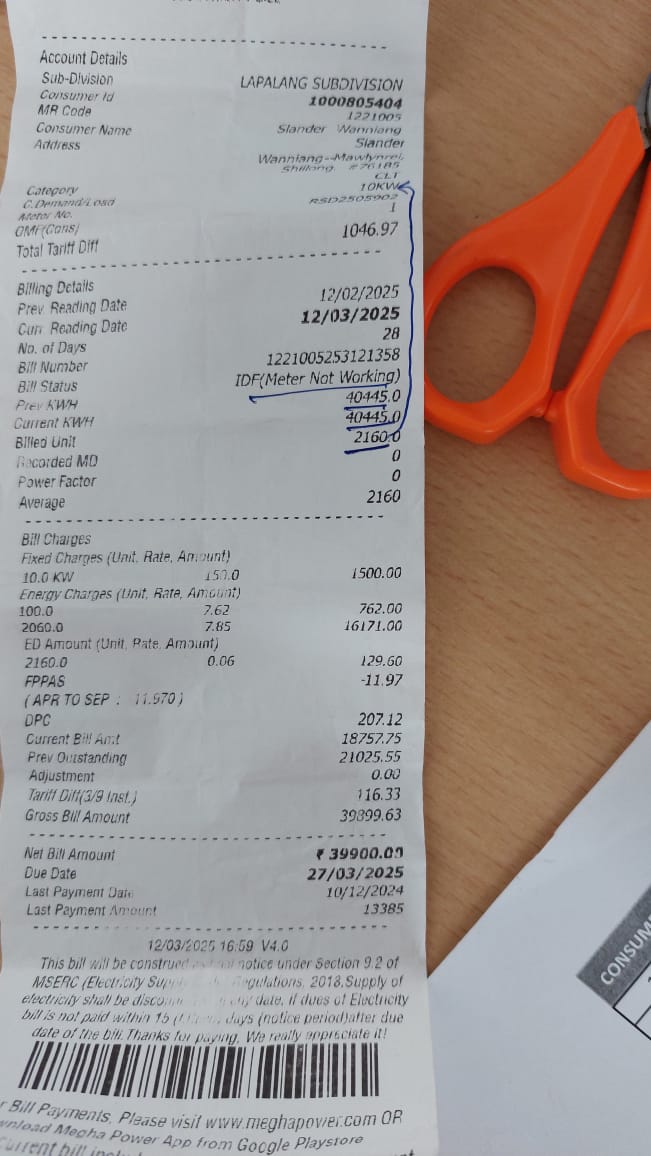 Account Details
Sub-Division LAPALANG SUBDIVISION
Consumer Id 1000805404
MR Code 1221005
Consumer Name Slander Wanniang
Address Slander
Wanniang--Mawlynrei,
Shillong. #76185
Category CLT
C.Demand/Load 10KW
Meter No. RSD2505902
OMF(Cons) 1
Total Tariff Diff 1046.97
Billing Details
Prev. Reading Date 12/02/2025
Curr. Reading Date 12/03/2025
No. of Days 28
Bill Number 1221005253121358
Bill Status IDF(Meter Not Working)
Prev KWH 40445.0
Current KWH 40445.0
Billed Unit 2160.0
Recorded MD 0
Power Factor 0
Average 2160
Bill Charges
Fixed Charges (Unit, Rate, Amount)
10.0 KW 150.0 1500.00
Energy Charges (Unit, Rate, Amount)
100.0 7.62 762.00
2060.0 7.85 16171.00
ED Amount (Unit, Rate, Amount)
2160.0 0.06 129.60
FPPAS -11.97
( APR TO SEP : 11.970 )
DPC 207.12
Current Bill Amt 18757.75
Prev Outstanding 21025.55
Adjustment 0.00
Tariff Diff(3/9 Inst.) 116.33
Gross Bill Amount 39899.63
Net Bill Amount ₹ 39900.00
Due Date 27/03/2025
Last Payment Date 10/12/2024
Last Payment Amount 13385
12/03/2025 16:59 V4.0
This bill will be construed notice under Section 9.2 of
MSERC (Electricity Regulations, 2018.Supply of
electricity shall be any date, if dues of Electricity
bill is not paid within 15 days (notice period)after due
date of the bill.Thanks for paying, We really appreciate it!
Bill Payments, Please visit www.meghapower.com OR
Megha Power App from Google Playstore